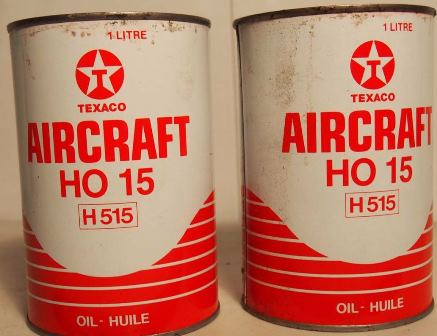 1 LITRE
T
TEXACO
AIRCRAFT
HO 15
H 515
OIL - HUILE
1 LITRE
T
TEXACO
AIRCRAFT
HO 15
H 515
OIL - HUILE